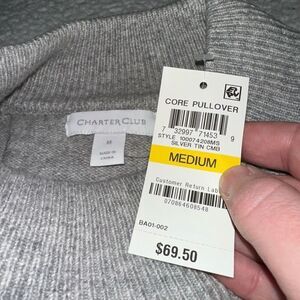 CORE PULLOVER
7 32997 71453 9
STYLE 100074208MS
SILVER TIN CMB
MEDIUM
Customer Return Label
070864608548
BA01-002
$69.50
CHARTER CLUB
M
MADE IN
CHINA